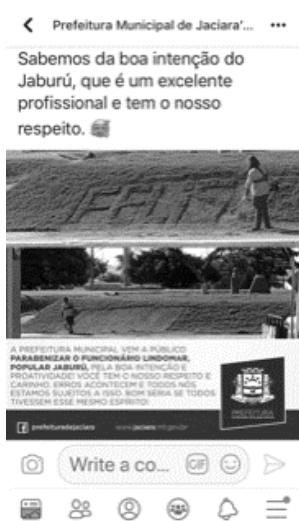 Prefeitura Municipal de Jaciara'...
Sabemos da boa intenção do
Jaburú, que é um excelente
profissional e tem o nosso
respeito.
FELIZ
A PREFEITURA MUNICIPAL VEM A PÚBLICO
PARABENIZAR O FUNCIONÁRIO LINDOMAR,
POPULAR JABURÚ, PELA BOA INTENÇÃO E
PROATIVIDADE! VOCÊ TEM O NOSSO RESPEITO E
CARINHO. ERROS ACONTECEM E TODOS NÓS
ESTAMOS SUJEITOS A ISSO. BOM SERIA SE TODOS
TIVESSEM ESSE MESMO ESPÍRITO!
PREFEITURA
prefeituradejaciara
www.jaciara.mt.gov.br
Write a co...
GIF